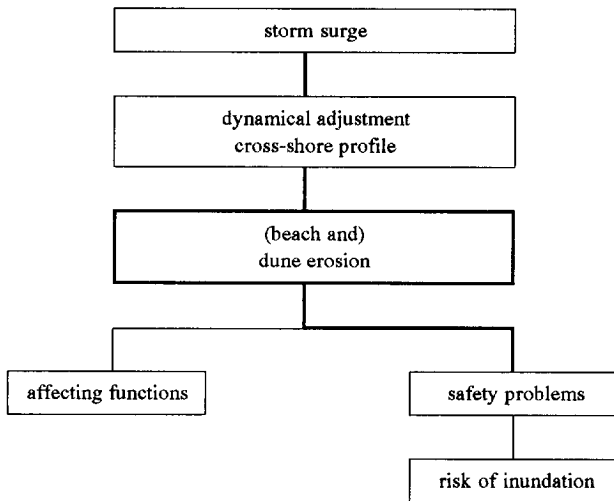 storm surge
dynamical adjustment
cross-shore profile
(beach and)
dune erosion
affecting functions
safety problems
risk of inundation